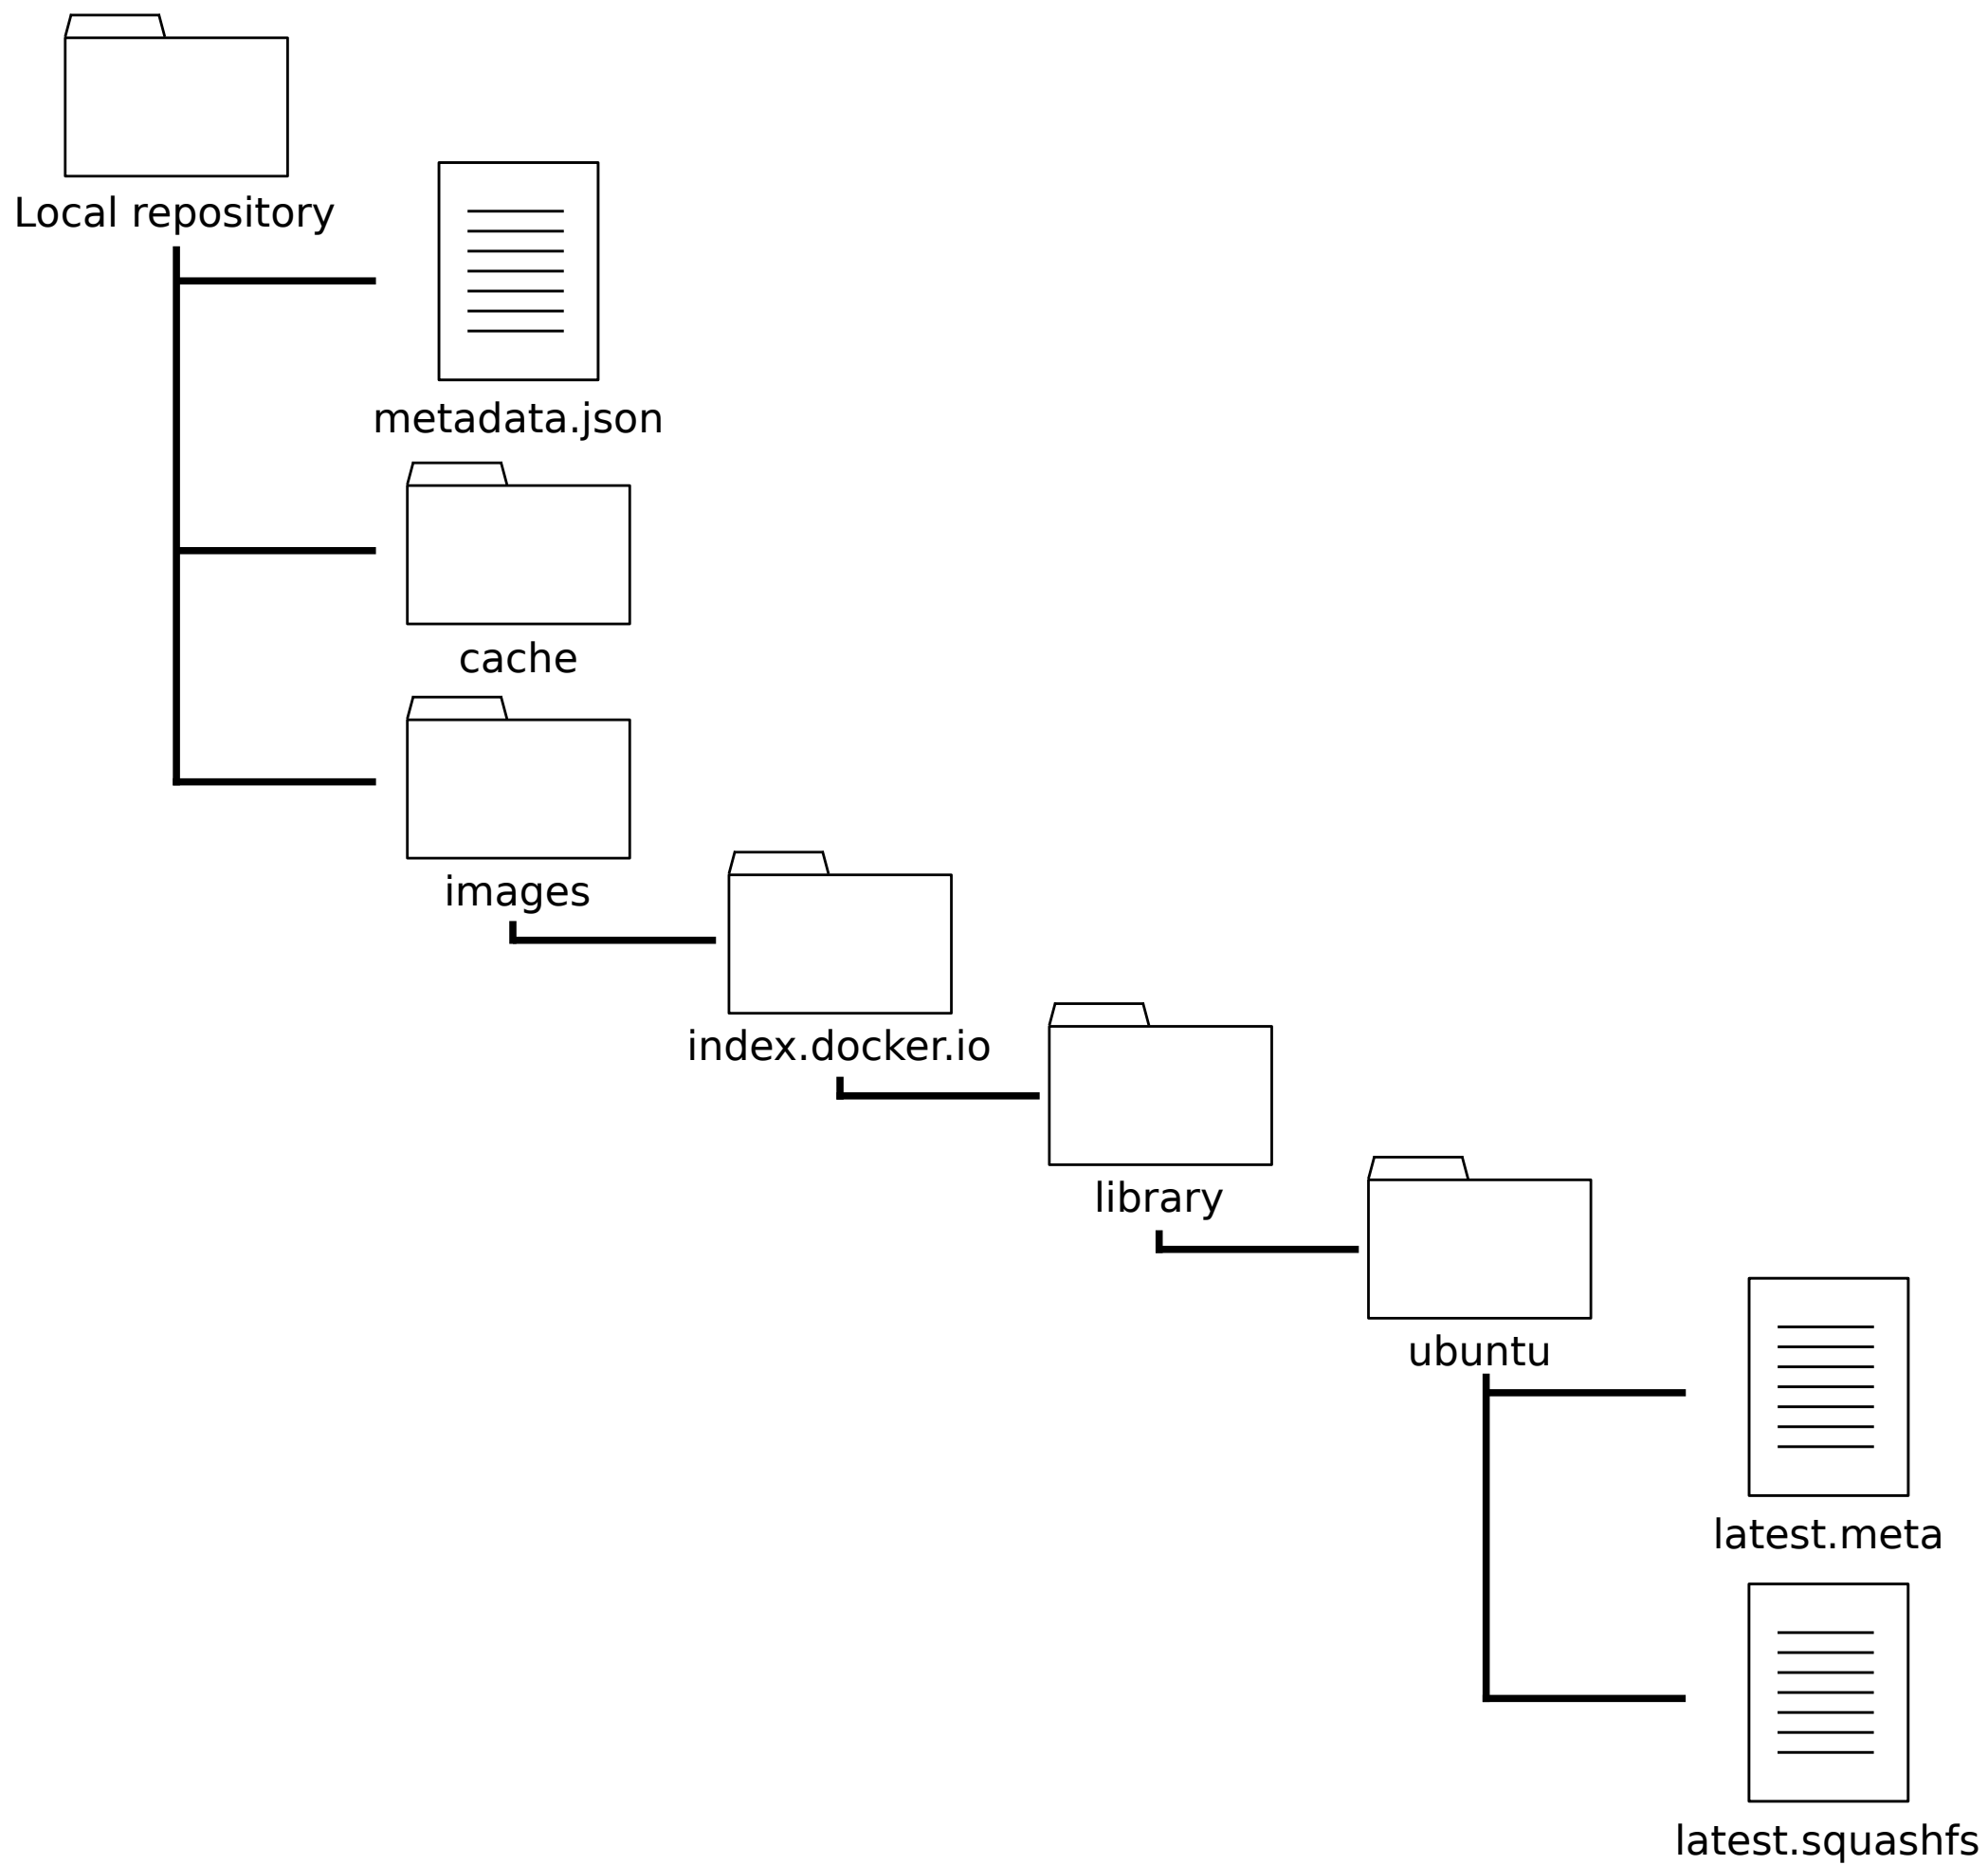 Local repository
metadata.json
cache
images
index.docker.io
library
ubuntu
latest.meta
latest.squashfs